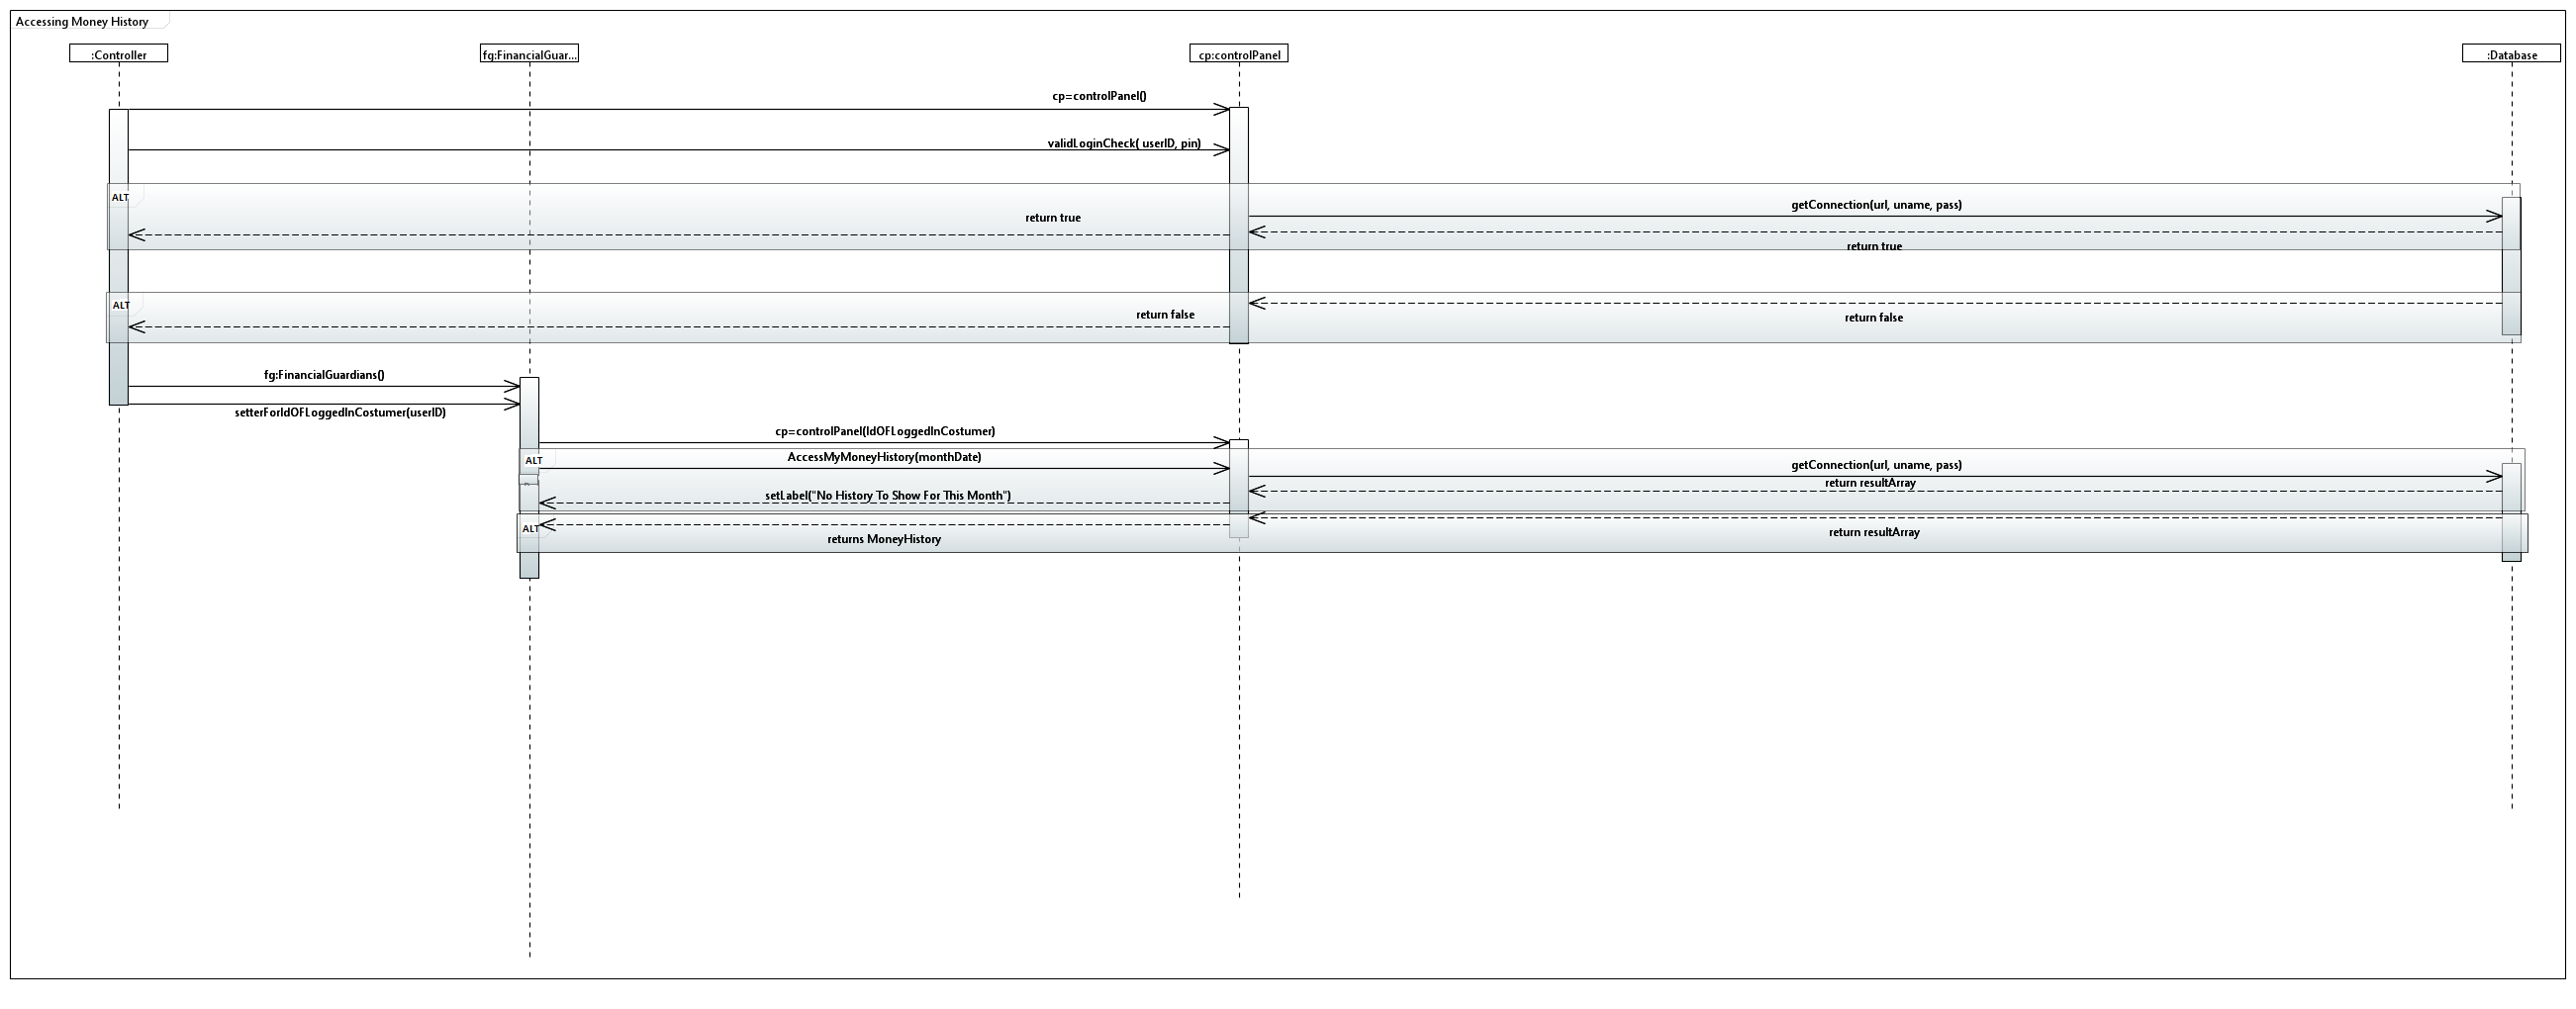 Accessing Money History
:Controller
fg:FinancialGuar...
cp:controlPanel
:Database
cp=controlPanel()
validLoginCheck( userID, pin)
ALT
getConnection(url, uname, pass)
return true
return true
ALT
return false
return false
fg:FinancialGuardians()
setterForIdOFLoggedInCostumer(userID)
cp=controlPanel(IdOFLoggedInCostumer)
ALT
AccessMyMoneyHistory(monthDate)
getConnection(url, uname, pass)
return resultArray
setLabel("No History To Show For This Month")
ALT
return resultArray
returns MoneyHistory